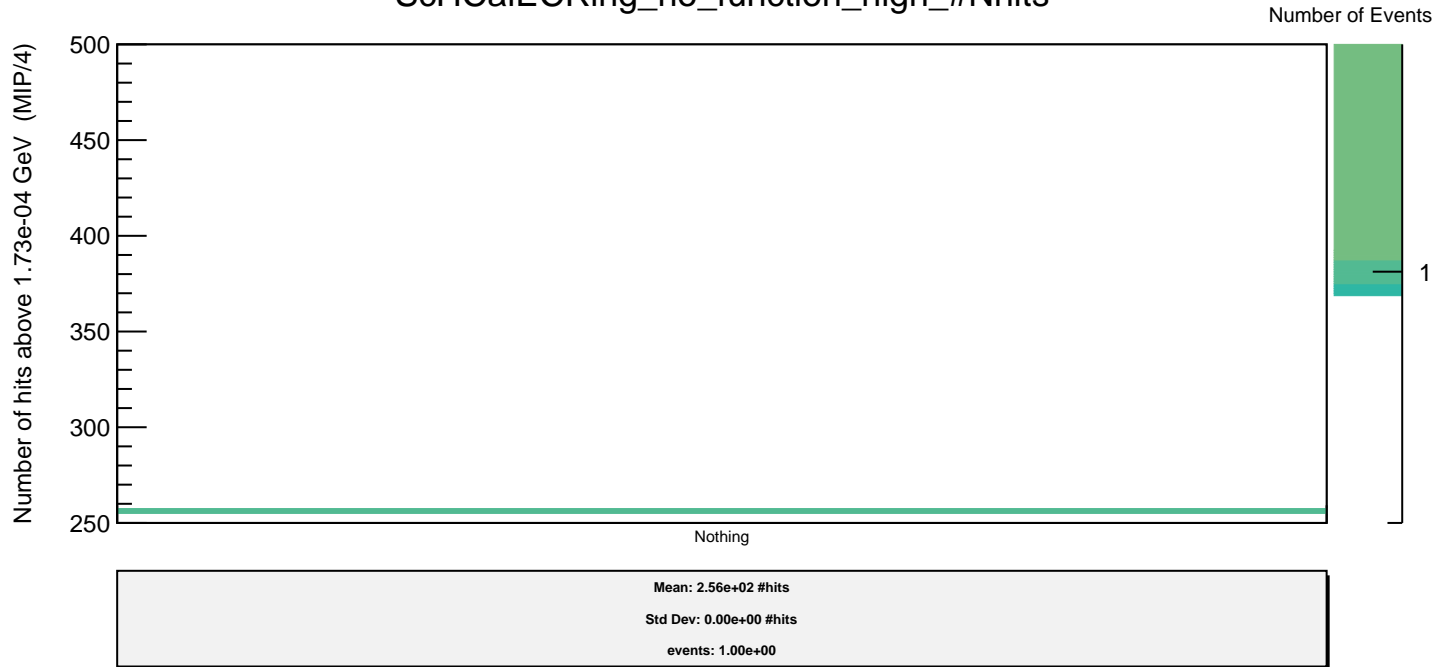 Number of Events
Number of hits above 1.73e-04 GeV (MIP/4)
500
450
400
350
300
250
1
Nothing
Mean: 2.56e+02 #hits
Std Dev: 0.00e+00 #hits
events: 1.00e+00